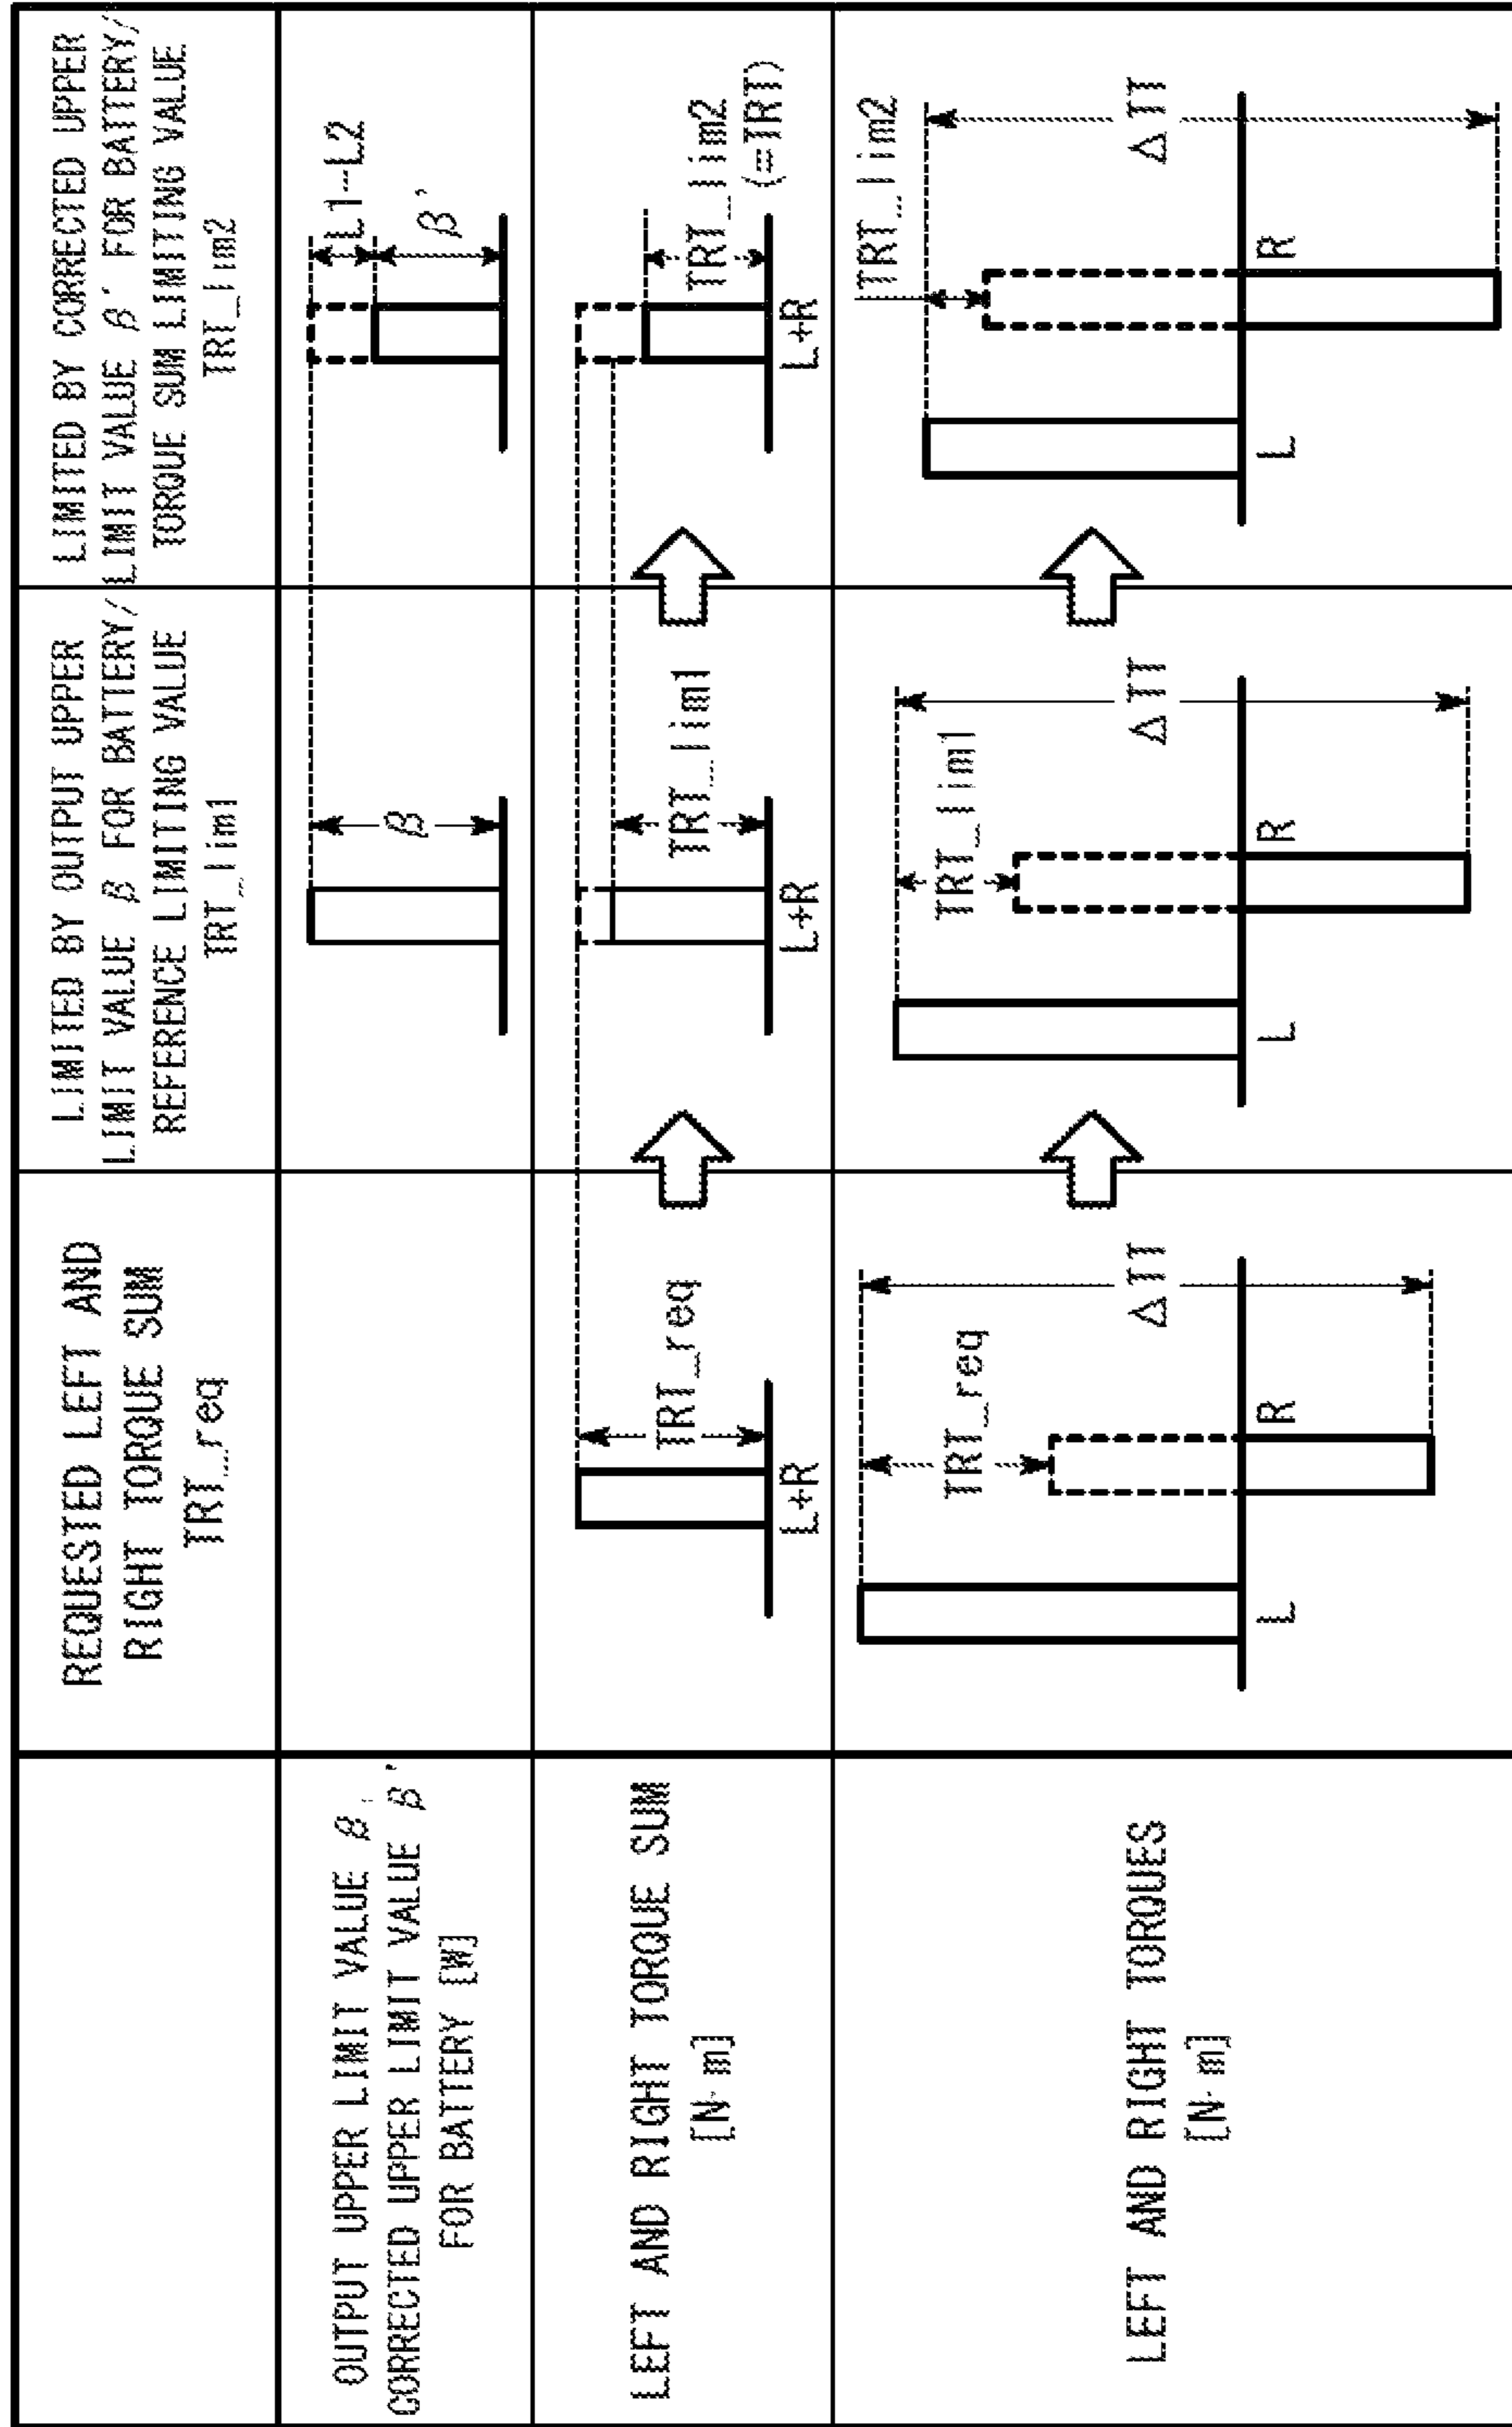 REQUESTED LEFT AND
RIGHT TORQUE SUM
TRT_req
LIMITED BY OUTPUT UPPER
LIMIT VALUE β FOR BATTERY/
REFERENCE LIMITING VALUE
TRT_lim1
LIMITED BY CORRECTED UPPER
LIMIT VALUE β' FOR BATTERY/
TORQUE SUM LIMITING VALUE
TRT_lim2
OUTPUT UPPER LIMIT VALUE β,
CORRECTED UPPER LIMIT VALUE β'
FOR BATTERY [W]
β
L1-L2
β'
LEFT AND RIGHT TORQUE SUM
[N·m]
TRT_req
L+R
TRT_lim1
L+R
TRT_lim2
(=TRT)
L+R
LEFT AND RIGHT TORQUES
[N·m]
TRT_req
ΔTT
L
R
TRT_lim1
ΔTT
L
R
TRT_lim2
ΔTT
L
R